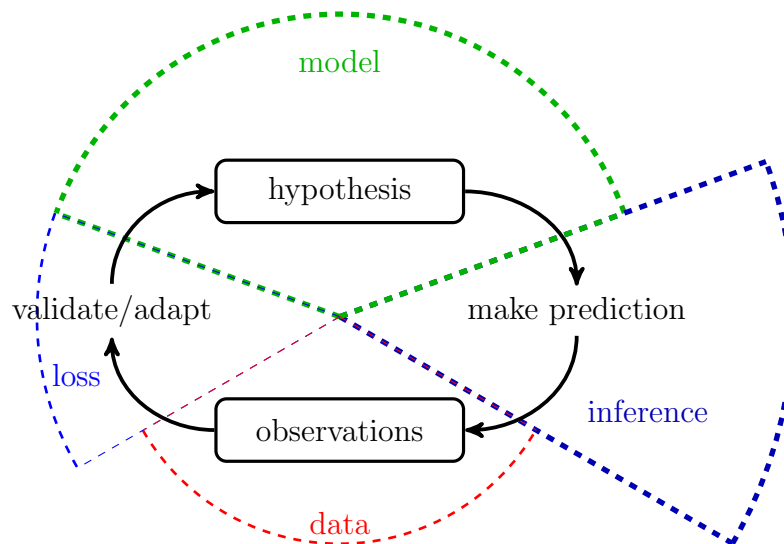 model
hypothesis
validate/adapt
make prediction
loss
inference
observations
data